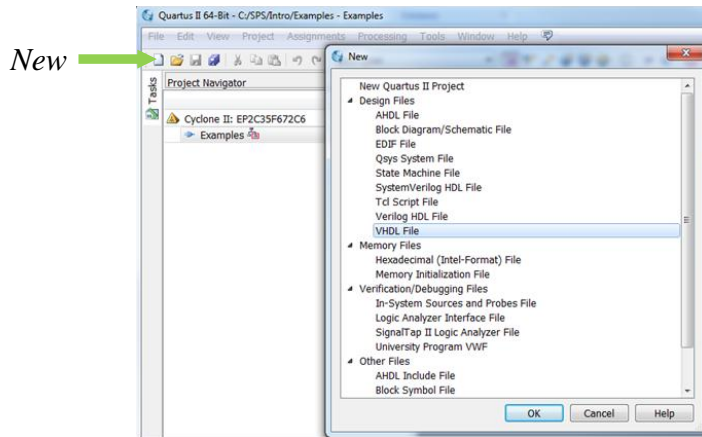 Quartus II 64-Bit - C:/SPS/Intro/Examples - Examples
File Edit View Project Assignments Processing Tools Window Help
New
New
Project Navigator
Tasks
Cyclone II: EP2C35F672C6
Examples
New Quartus II Project
Design Files
AHDL File
Block Diagram/Schematic File
EDIF File
Qsys System File
State Machine File
SystemVerilog HDL File
Tcl Script File
Verilog HDL File
VHDL File
Memory Files
Hexadecimal (Intel-Format) File
Memory Initialization File
Verification/Debugging Files
In-System Sources and Probes File
Logic Analyzer Interface File
SignalTap II Logic Analyzer File
University Program VWF
Other Files
AHDL Include File
Block Symbol File
OK Cancel Help